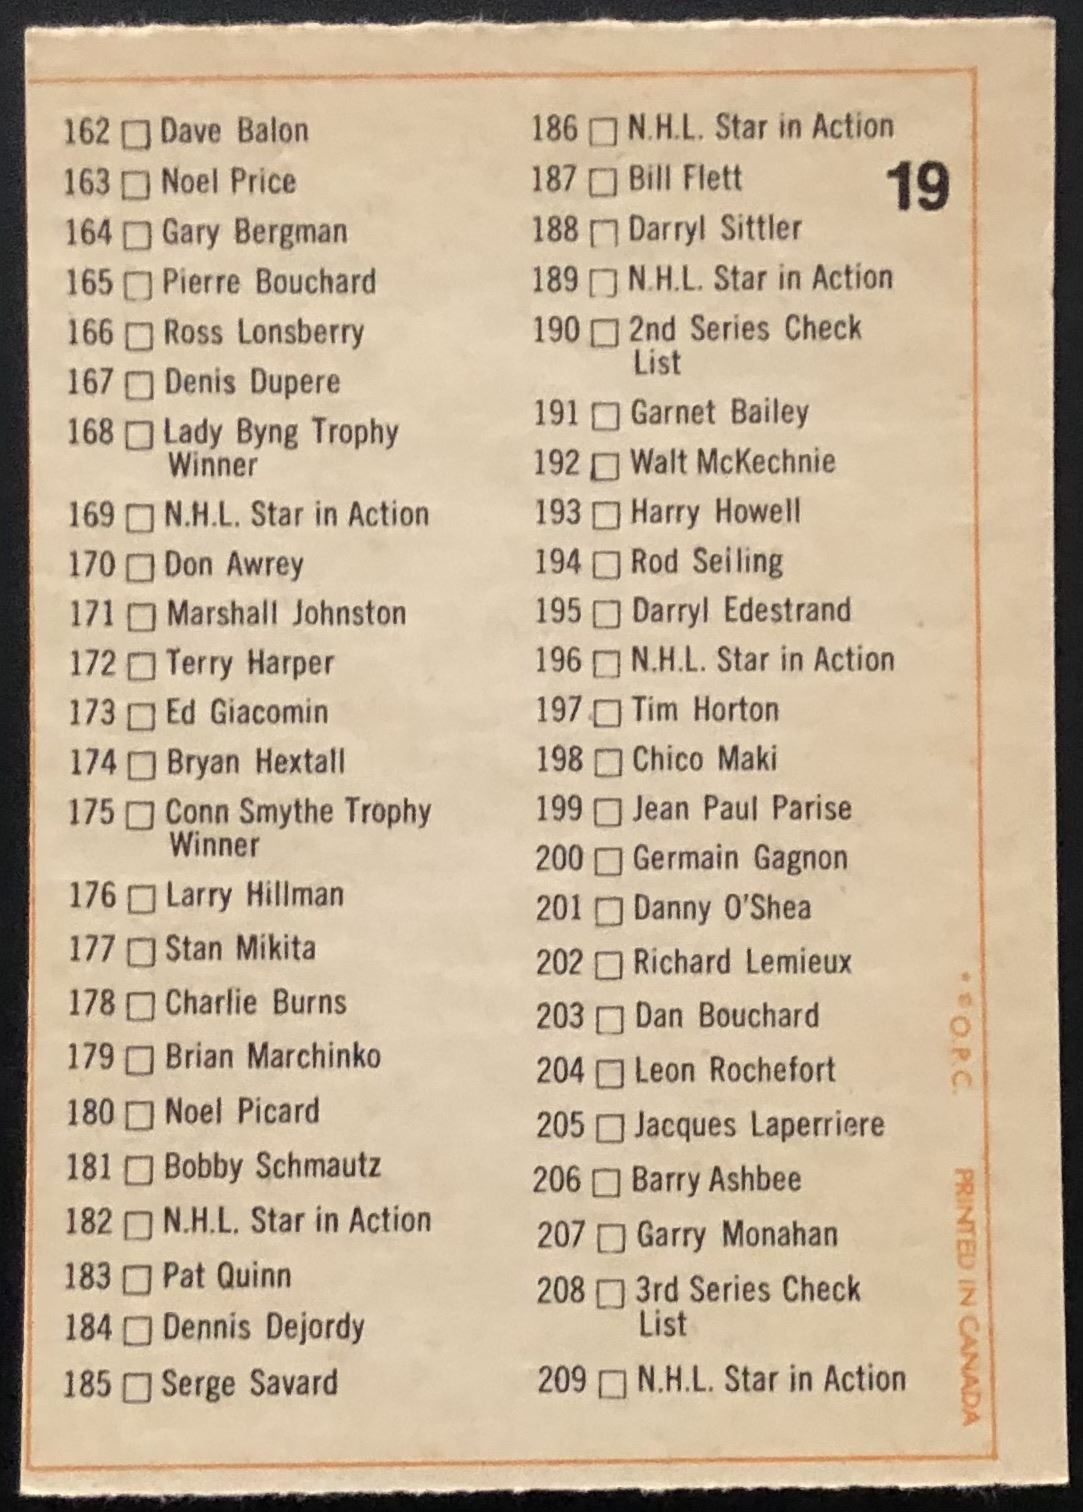 162 Dave Balon
163 Noel Price
164 Gary Bergman
165 Pierre Bouchard
166 Ross Lonsberry
167 Denis Dupere
168 Lady Byng Trophy
Winner
169 N.H.L. Star in Action
170 Don Awrey
171 Marshall Johnston
172 Terry Harper
173 Ed Giacomin
174 Bryan Hextall
175 Conn Smythe Trophy
Winner
176 Larry Hillman
177 Stan Mikita
178 Charlie Burns
179 Brian Marchinko
180 Noel Picard
181 Bobby Schmautz
182 N.H.L. Star in Action
183 Pat Quinn
184 Dennis Dejordy
185 Serge Savard
186 N.H.L. Star in Action
187 Bill Flett
19
188 Darryl Sittler
189 N.H.L. Star in Action
190 2nd Series Check
List
191 Garnet Bailey
192 Walt McKechnie
193 Harry Howell
194 Rod Seiling
195 Darryl Edestrand
196 N.H.L. Star in Action
197 Tim Horton
198 Chico Maki
199 Jean Paul Parise
200 Germain Gagnon
201 Danny O'Shea
202 Richard Lemieux
203 Dan Bouchard
204 Leon Rochefort
205 Jacques Laperriere
206 Barry Ashbee
207 Garry Monahan
208 3rd Series Check
List
209 N.H.L. Star in Action
* © O.P.C. PRINTED IN CANADA